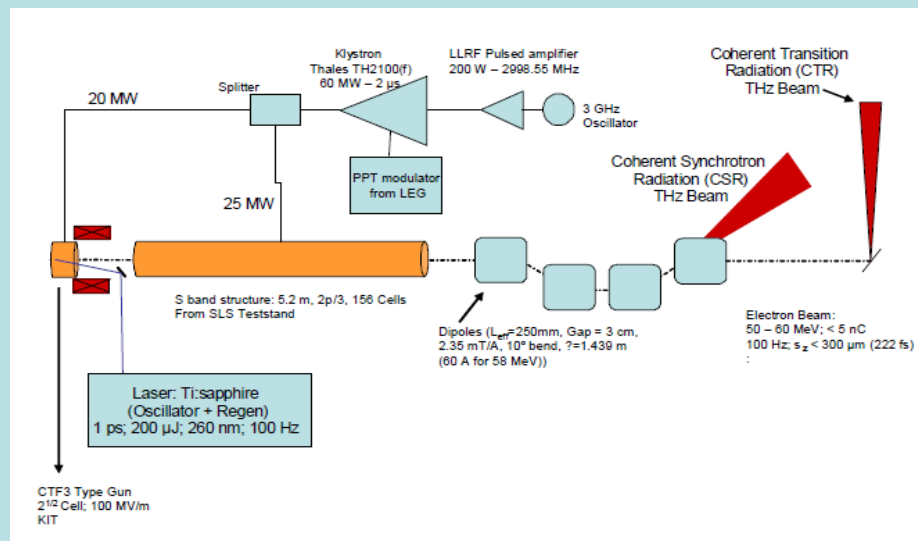 Klystron
Thales TH2100(f)
60 MW – 2 µs
LLRF Pulsed amplifier
200 W – 2998.55 MHz
Coherent Transition
Radiation (CTR)
THz Beam
Splitter
20 MW
3 GHz
Oscillator
PPT modulator
from LEG
Coherent Synchrotron
Radiation (CSR)
THz Beam
25 MW
S band structure: 5.2 m, 2p/3, 156 Cells
From SLS Teststand
Dipoles (Leff=250mm, Gap = 3 cm,
2.35 mT/A, 10° bend, ?=1.439 m
(60 A for 58 MeV))
Electron Beam:
50 – 60 MeV; < 5 nC
100 Hz; sz < 300 µm (222 fs)
:
Laser: Ti:sapphire
(Oscillator + Regen)
1 ps; 200 µJ; 260 nm; 100 Hz
CTF3 Type Gun
2 1/2 Cell; 100 MV/m
KIT